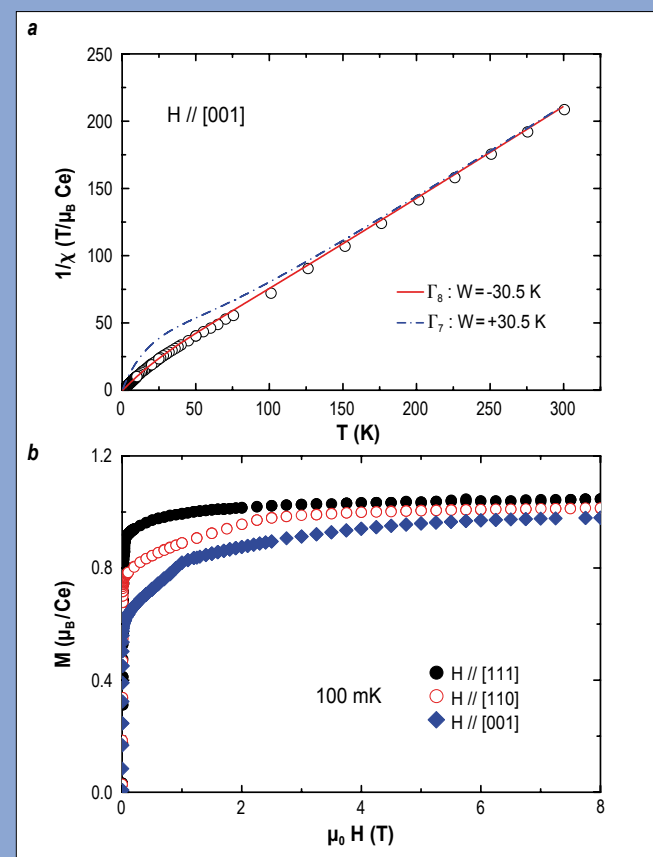 a
250
200
150
100
50
0
1/χ (T/μB Ce)
H // [001]
Γ8 : W = -30.5 K
Γ7 : W = +30.5 K
0 50 100 150 200 250 300
T (K)
b
1.2
0.8
0.4
0.0
M (μB/Ce)
100 mK
H // [111]
H // [110]
H // [001]
0 2 4 6 8
μ0 H (T)